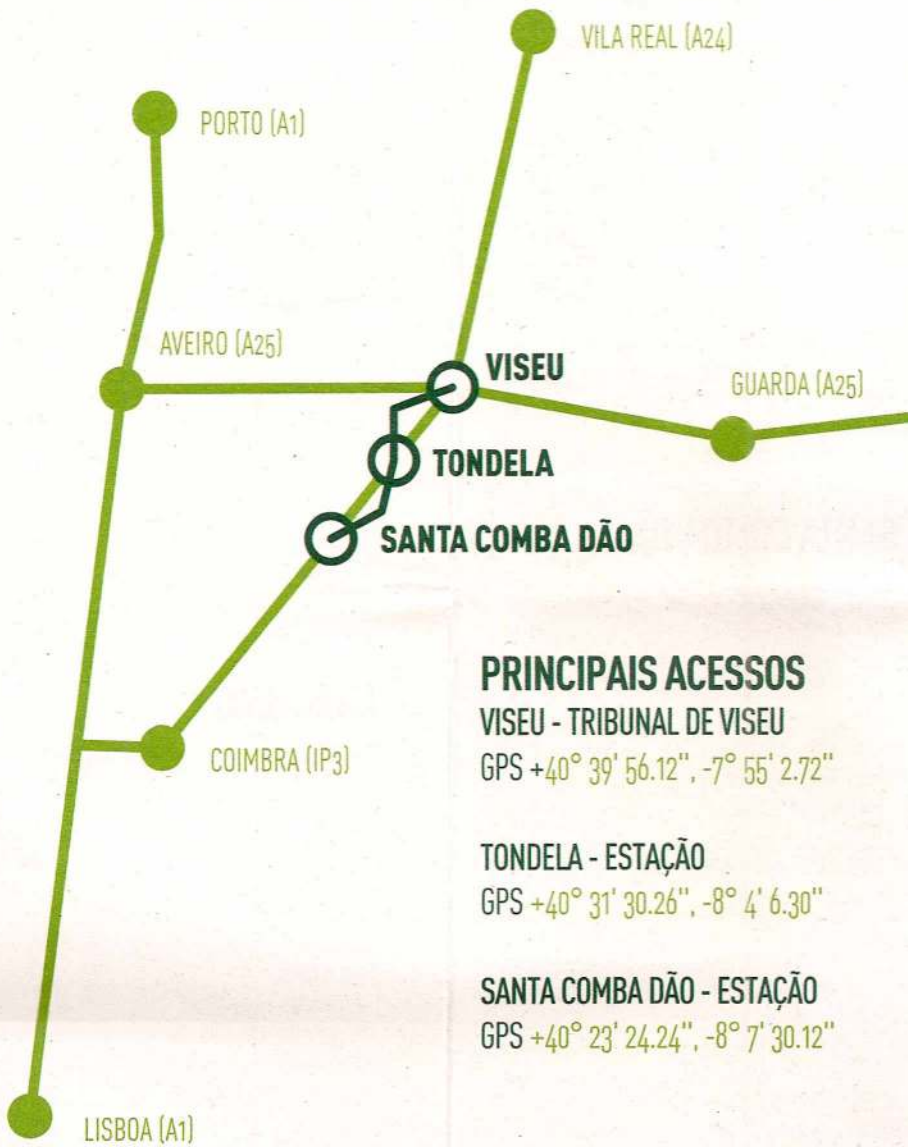 VILA REAL (A24)
PORTO (A1)
AVEIRO (A25)
VISEU
GUARDA (A25)
TONDELA
SANTA COMBA DÃO
COIMBRA (IP3)
LISBOA (A1)
PRINCIPAIS ACESSOS
VISEU - TRIBUNAL DE VISEU
GPS +40° 39' 56.12", -7° 55' 2.72"
TONDELA - ESTAÇÃO
GPS +40° 31' 30.26", -8° 4' 6.30"
SANTA COMBA DÃO - ESTAÇÃO
GPS +40° 23' 24.24", -8° 7' 30.12"